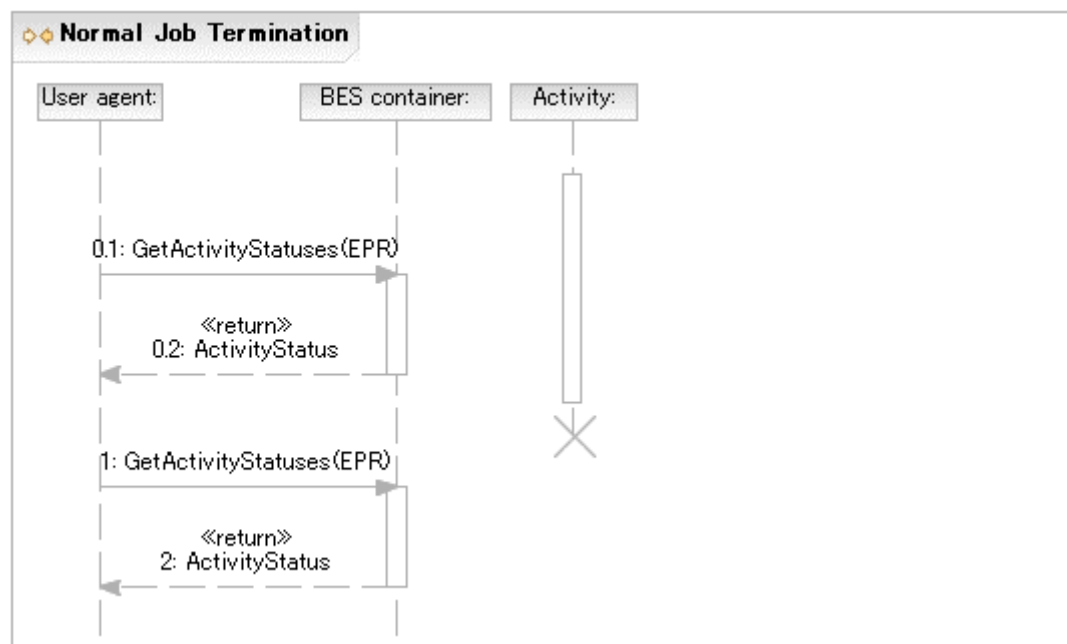 Normal Job Termination
User agent:
BES container:
Activity:
0.1: GetActivityStatuses(EPR)
≪return≫
0.2: ActivityStatus
1: GetActivityStatuses(EPR)
≪return≫
2: ActivityStatus